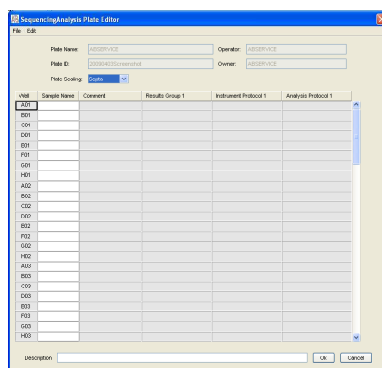 SequencingAnalysis Plate Editor
File Edit
Plate Name: ABSERVICE Operator: ABSERVICE
Plate ID: Owner: ABSERVICE
Plate Sealing: Septa
Well Sample Name Comment Results Group 1 Instrument Protocol 1 Analysis Protocol 1
A01
B01
C01
D01
E01
F01
G01
H01
A02
B02
C02
D02
E02
F02
G02
H02
A03
B03
C03
D03
E03
F03
G03
H03
Description Ok Cancel